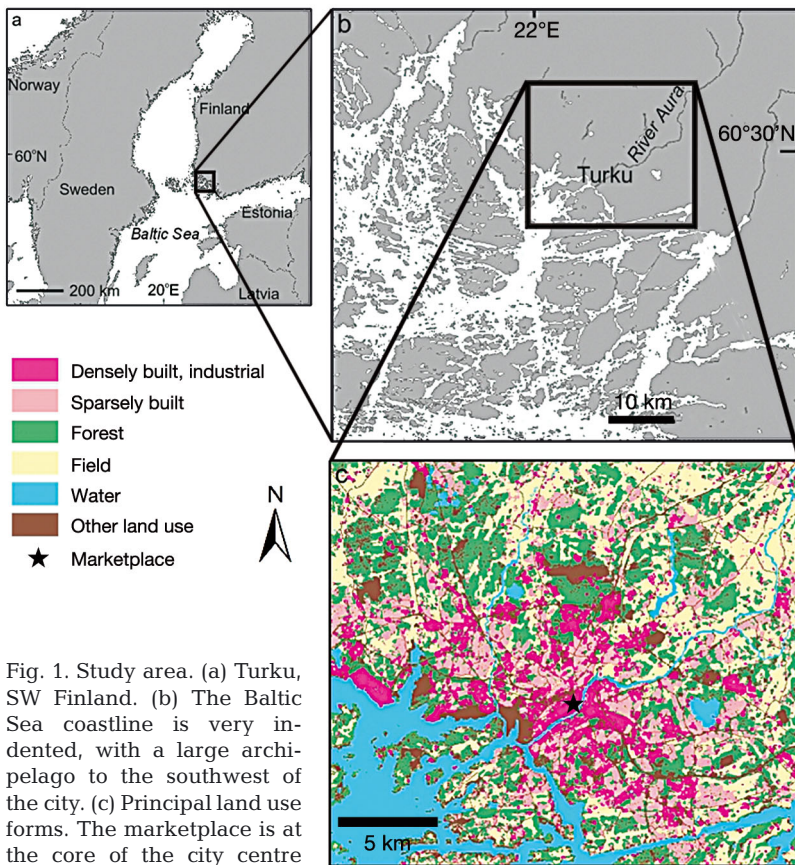 a
Norway
Finland
60°N
Sweden
Estonia
Baltic Sea
200 km
20°E
Latvia
b
22°E
River Aura
60°30'N
Turku
10 km
Densely built, industrial
Sparsely built
Forest
Field
Water
Other land use
Marketplace
N
c
5 km
Fig. 1. Study area. (a) Turku,
SW Finland. (b) The Baltic
Sea coastline is very in-
dented, with a large archi-
pelago to the southwest of
the city. (c) Principal land use
forms. The marketplace is at
the core of the city centre